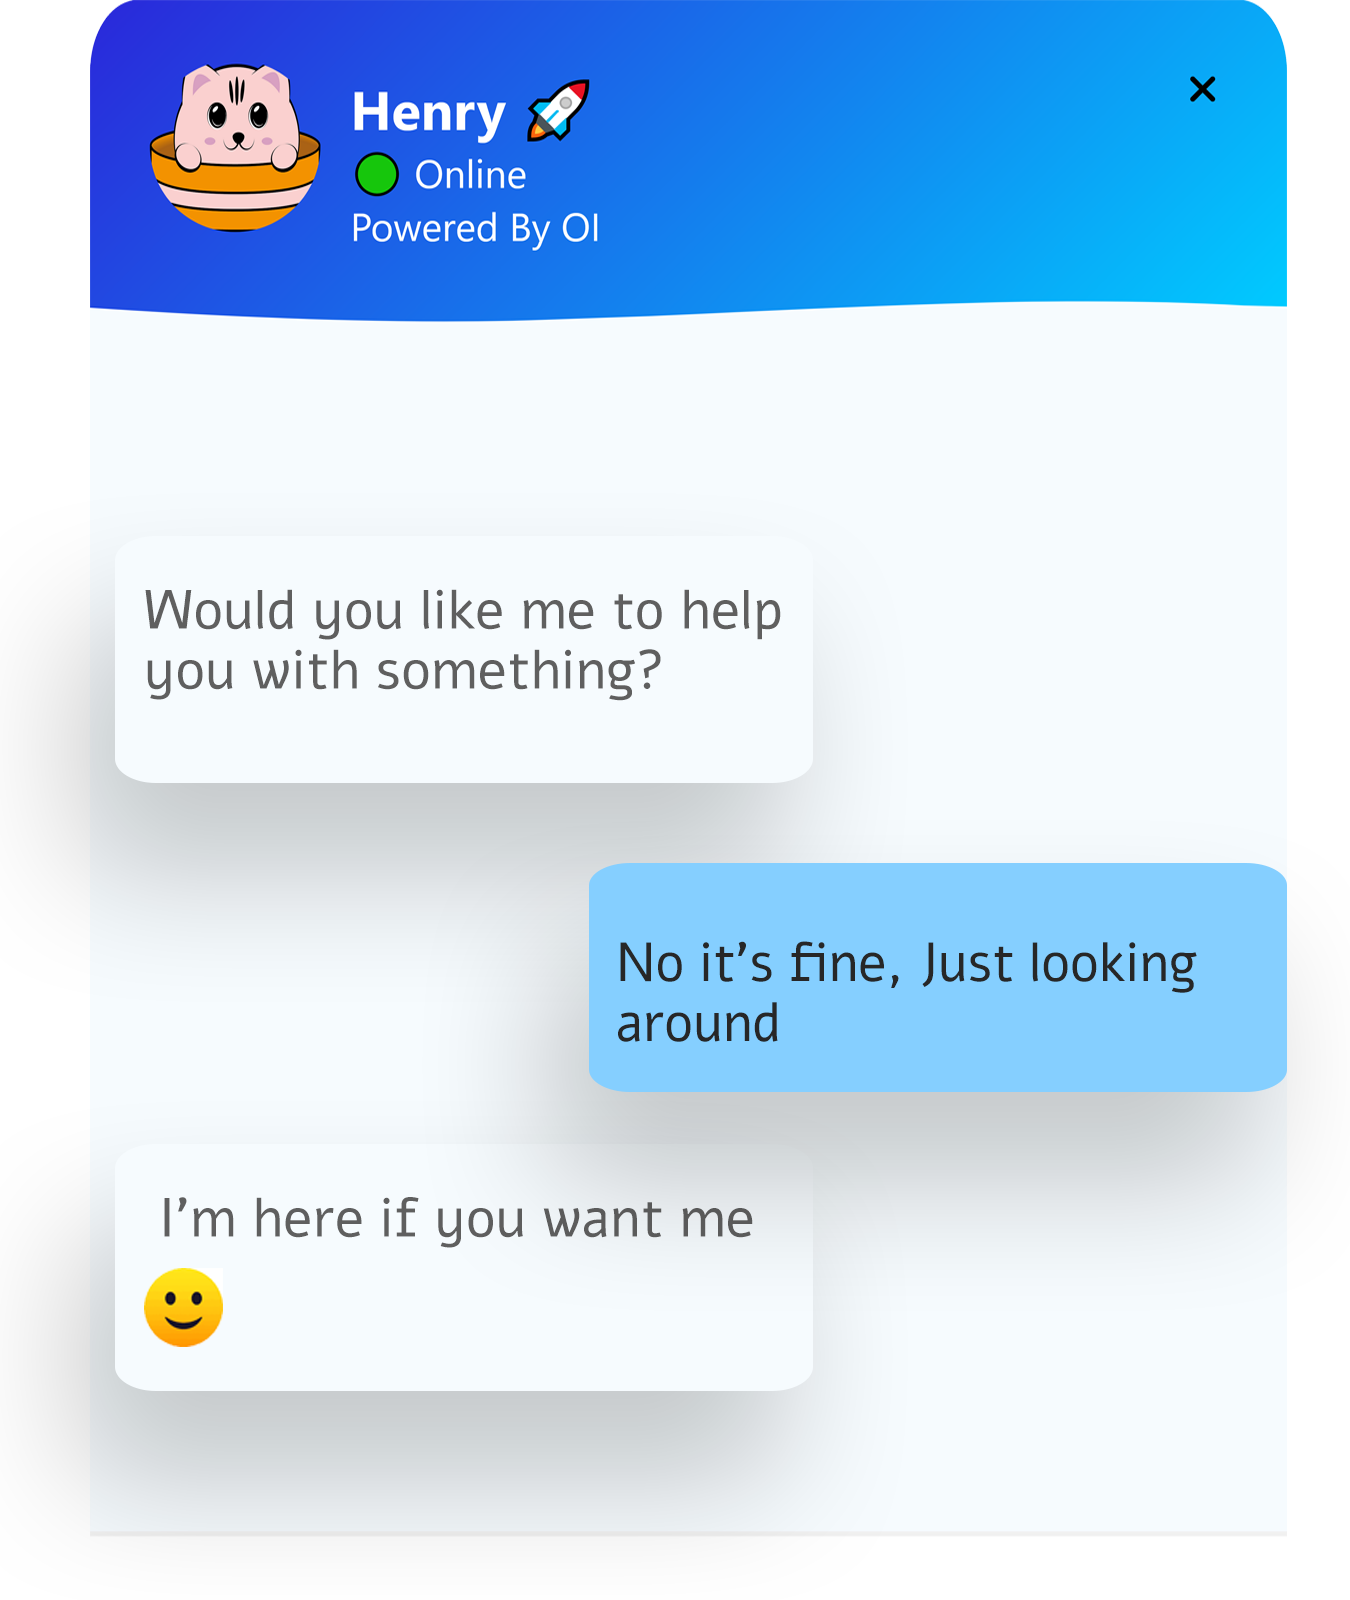 Henry 🚀
Online
Powered By OI
Would you like me to help
you with something?
No it’s fine, Just looking
around
I’m here if you want me
🙂